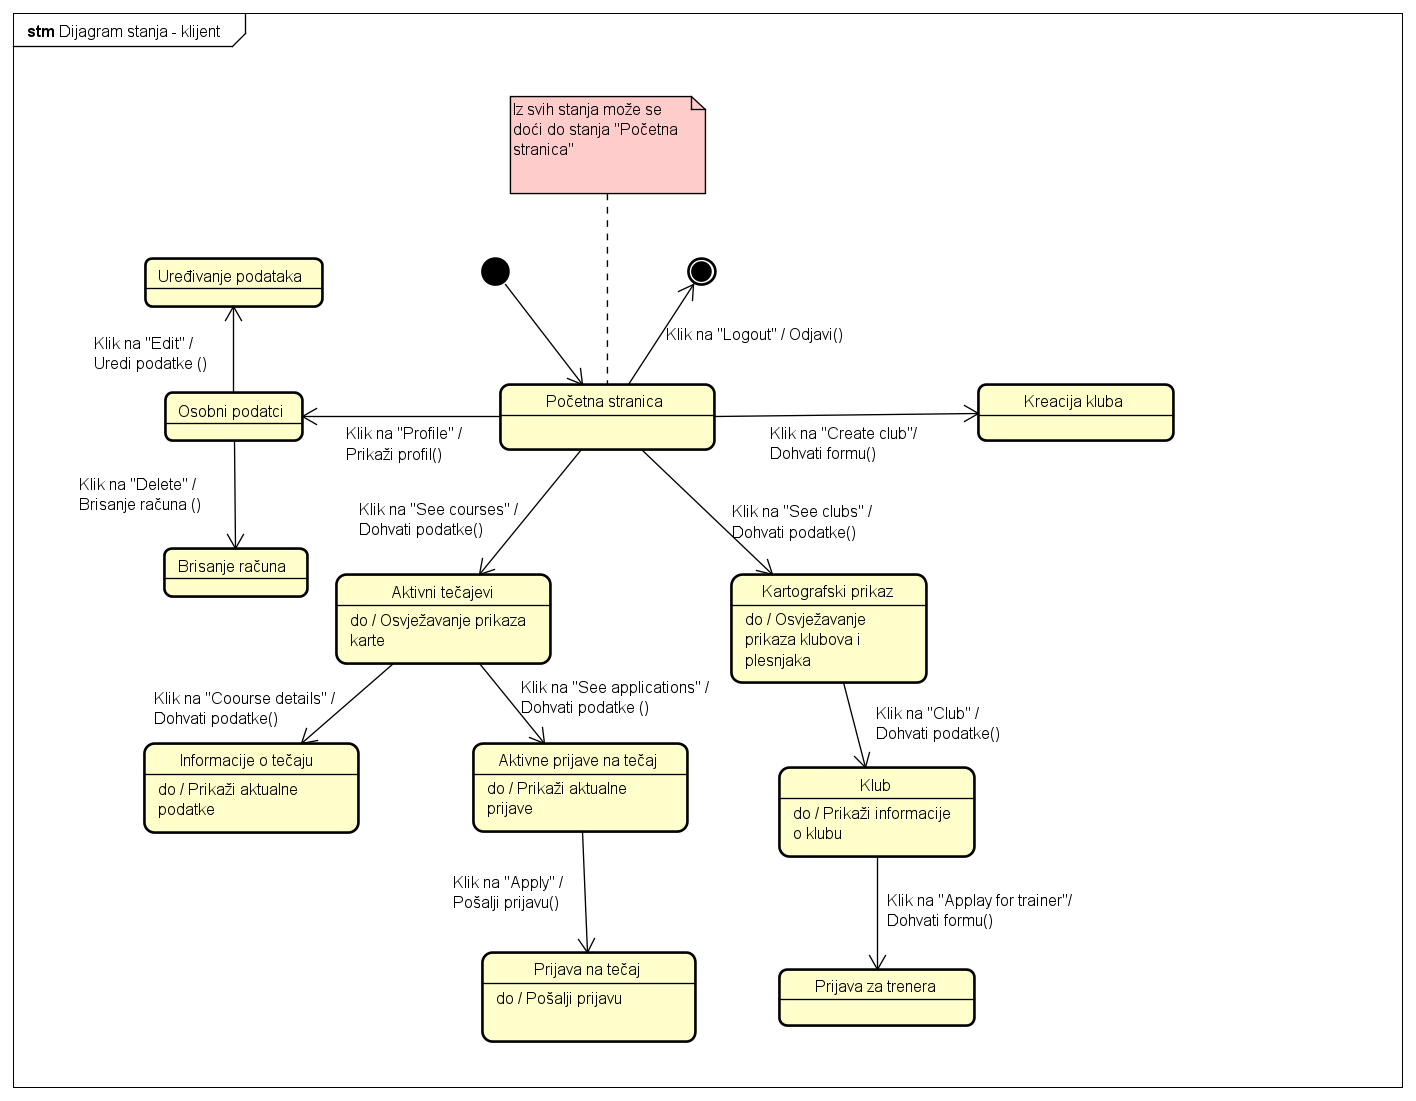 stm Dijagram stanja - klijent
Iz svih stanja može se
doći do stanja "Početna
stranica"
Uređivanje podataka
Klik na "Edit" /
Uredi podatke ()
Klik na "Logout" / Odjavi()
Osobni podatci
Početna stranica
Kreacija kluba
Klik na "Profile" /
Prikaži profil()
Klik na "Create club"/
Dohvati formu()
Klik na "Delete" /
Brisanje računa ()
Klik na "See courses" /
Dohvati podatke()
Klik na "See clubs" /
Dohvati podatke()
Brisanje računa
Aktivni tečajevi
do / Osvježavanje prikaza
karte
Kartografski prikaz
do / Osvježavanje
prikaza klubova i
plesnjaka
Klik na "Coourse details" /
Dohvati podatke()
Klik na "See applications" /
Dohvati podatke ()
Klik na "Club" /
Dohvati podatke()
Informacije o tečaju
do / Prikaži aktualne
podatke
Aktivne prijave na tečaj
do / Prikaži aktualne
prijave
Klub
do / Prikaži informacije
o klubu
Klik na "Apply" /
Pošalji prijavu()
Klik na "Applay for trainer"/
Dohvati formu()
Prijava na tečaj
do / Pošalji prijavu
Prijava za trenera